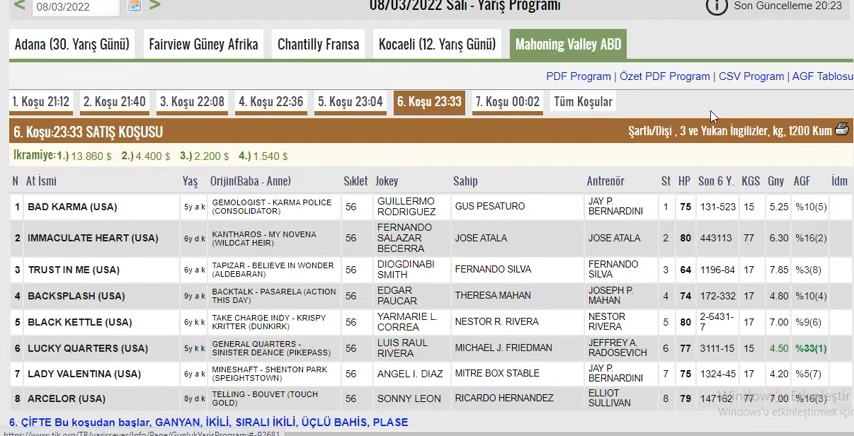 08/03/2022 08/03/2022 Salı - Yarış Programı Son Güncelleme 20:23
Adana (30. Yarış Günü) Fairview Güney Afrika Chantilly Fransa Kocaeli (12. Yarış Günü) Mahoning Valley ABD
PDF Program | Özet PDF Program | CSV Program | AGF Tablosu
1. Koşu 21:12 2. Koşu 21:40 3. Koşu 22:08 4. Koşu 22:36 5. Koşu 23:04 6. Koşu 23:33 7. Koşu 00:02 Tüm Koşular
6. Koşu:23:33 SATIŞ KOŞUSU Şartlı/Dişi , 3 ve Yukarı İngilizler, kg, 1200 Kum
İkramiye: 1.) 13.860 $ 2.) 4.400 $ 3.) 2.200 $ 4.) 1.540 $
N At İsmi Yaş Orijin(Baba - Anne) Sıklet Jokey Sahip Antrenör St HP Son 6 Y. KGS Gny AGF İdm
1 BAD KARMA (USA) 5y a k GEMOLOGIST - KARMA POLICE (CONSOLIDATOR) 56 GUILLERMO RODRIGUEZ GUS PESATURO JAY P. BERNARDINI 1 75 131-523 15 5.25 %10(5)
2 IMMACULATE HEART (USA) 6y d k KANTHAROS - MY NOVENA (WILDCAT HEIR) 56 FERNANDO SALAZAR BECERRA JOSE ATALA JOSE ATALA 2 80 443113 77 6.30 %16(2)
3 TRUST IN ME (USA) 6y a k TAPIZAR - BELIEVE IN WONDER (ALDEBARAN) 56 DIOGDINABI SMITH FERNANDO SILVA FERNANDO SILVA 3 64 1196-84 17 7.85 %3(8)
4 BACKSPLASH (USA) 9y a k BACKTALK - PASARELA (ACTION THIS DAY) 56 EDGAR PAUCAR THERESA MAHAN JOSEPH P. MAHAN 4 74 172-332 17 4.80 %10(4)
5 BLACK KETTLE (USA) 6y k k TAKE CHARGE INDY - KRISPY KRITTER (DUNKIRK) 56 YARMARIE L. CORREA NESTOR R. RIVERA NESTOR RIVERA 5 80 2-6431-7 17 7.00 %9(6)
6 LUCKY QUARTERS (USA) 5y k k GENERAL QUARTERS - SINISTER DEANCE (PIKEPASS) 56 LUIS RAUL RIVERA MICHAEL J. FRIEDMAN JEFFREY A. RADOSEVICH 6 77 3111-15 15 4.50 %33(1)
7 LADY VALENTINA (USA) 6y a k MINESHAFT - SHENTON PARK (SPEIGHTSTOWN) 56 ANGEL I. DIAZ MITRE BOX STABLE JAY P. BERNARDINI 7 75 1324-45 17 4.20 %5(7)
8 ARCELOR (USA) 8y d k TELLING - BOUVET (TOUCH GOLD) 56 SONNY LEON RICARDO HERNANDEZ ELLIOT SULLIVAN 8 79 147162 77 7.00 %16(3)
Windows'u Etkinleştir
Windows'u etkinleştirmek için
6. ÇİFTE Bu koşudan başlar, GANYAN, İKİLİ, SIRALI İKİLİ, ÜÇLÜ BAHİS, PLASE